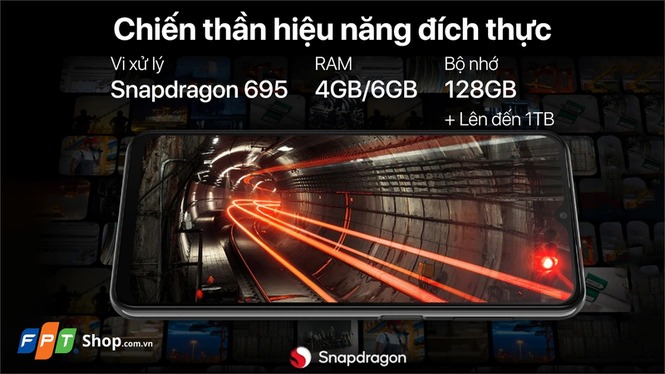 Chiến thần hiệu năng đích thực
Vi xử lý
Snapdragon 695
RAM
4GB/6GB
Bộ nhớ
128GB
+ Lên đến 1TB
FPT Shop.com.vn
Snapdragon